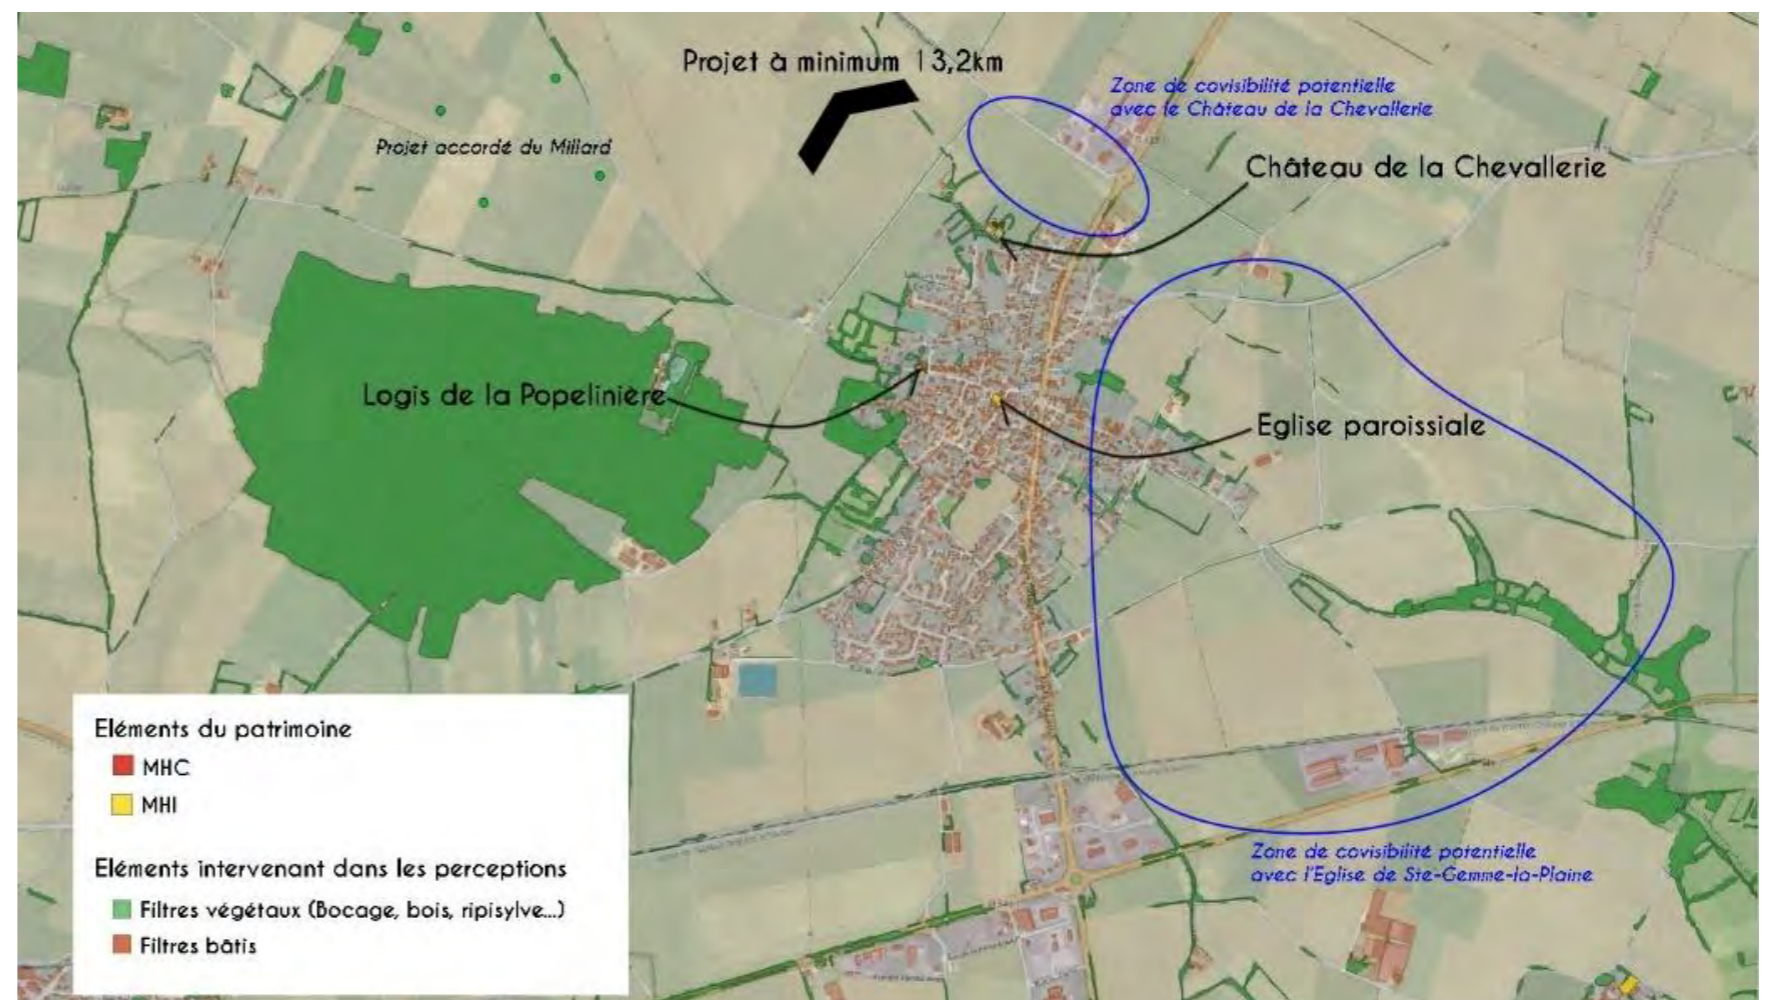 Projet à minimum 13,2km
Zone de covisibilité potentielle
avec le Château de la Chevallerie
Projet accordé du Millard
Château de la Chevallerie
Logis de la Popelinière
Eglise paroissiale
Eléments du patrimoine
MHC
MHI
Eléments intervenant dans les perceptions
Filtres végétaux (Bocage, bois, ripisylve...)
Filtres bâtis
Zone de covisibilité potentielle
avec l'Eglise de Ste-Gemme-la-Plaine